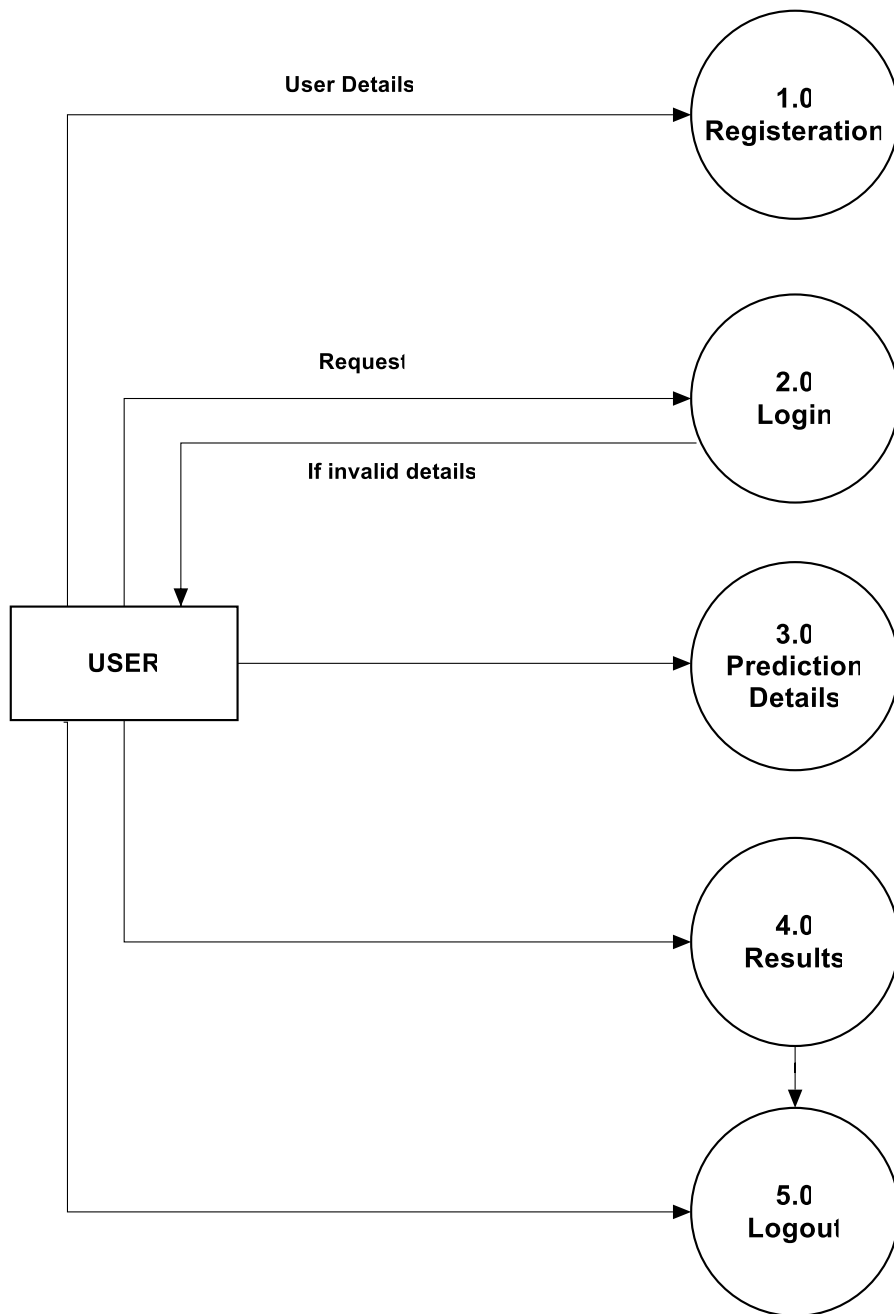 User Details
1.0
Registeration
Request
2.0
Login
If invalid details
USER
3.0
Prediction
Details
4.0
Results
5.0
Logout